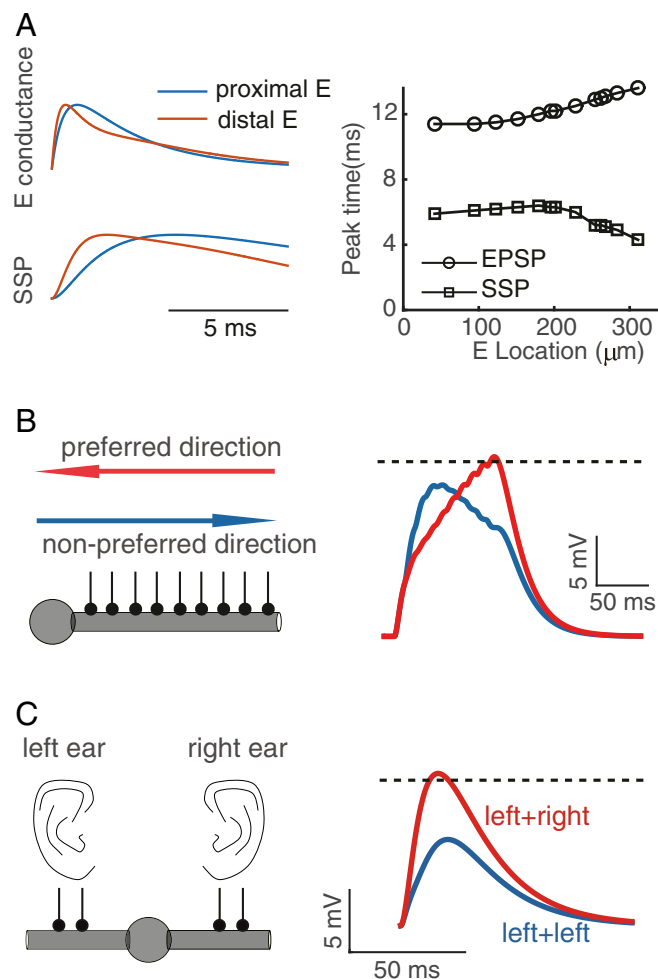 A
E conductance
proximal E
distal E
SSP
5 ms
Peak time(ms)
12
8
4
0
EPSP
SSP
0
100
200
300
E Location (μm)
B
preferred direction
non-preferred direction
5 mV
50 ms
C
left ear
right ear
left+right
left+left
5 mV
50 ms